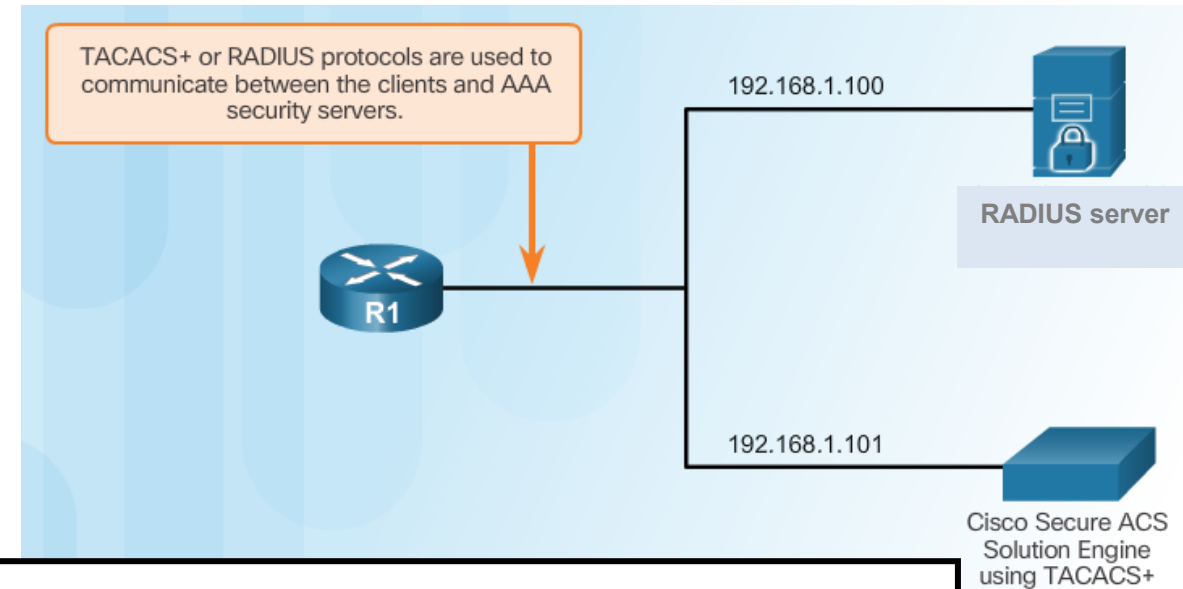 TACACS+ or RADIUS protocols are used to
communicate between the clients and AAA
security servers.
192.168.1.100
RADIUS server
R1
192.168.1.101
Cisco Secure ACS
Solution Engine
using TACACS+